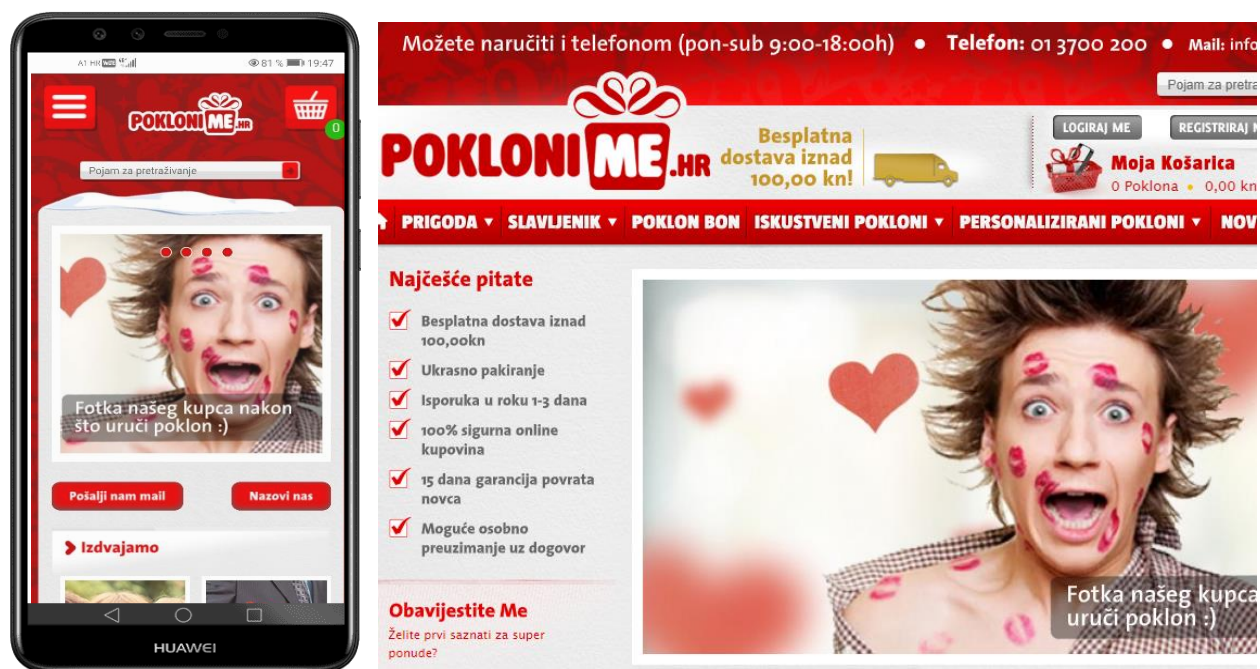 A1 HR
81 % 19:47
POKLONI ME.HR
0
Pojam za pretraživanje
Fotka našeg kupca nakon
što uruči poklon :)
Pošalji nam mail
Nazovi nas
Izdvajamo
HUAWEI
Možete naručiti i telefonom (pon-sub 9:00-18:00h) • Telefon: 01 3700 200 • Mail: info
Pojam za pretra
POKLONI ME.HR
Besplatna
dostava iznad
100,00 kn!
LOGIRAJ ME
REGISTRIRAJ M
Moja Košarica
0 Poklona • 0,00 kn
PRIGODA ▾ SLAVLJENIK ▾ POKLON BON ISKUSTVENI POKLONI ▾ PERSONALIZIRANI POKLONI ▾ NOV
Najčešće pitate
Besplatna dostava iznad
100,00kn
Ukrasno pakiranje
Isporuka u roku 1-3 dana
100% sigurna online
kupovina
15 dana garancija povrata
novca
Moguće osobno
preuzimanje uz dogovor
Obavijestite Me
Želite prvi saznati za super
ponude?
Fotka našeg kupca
uruči poklon :)